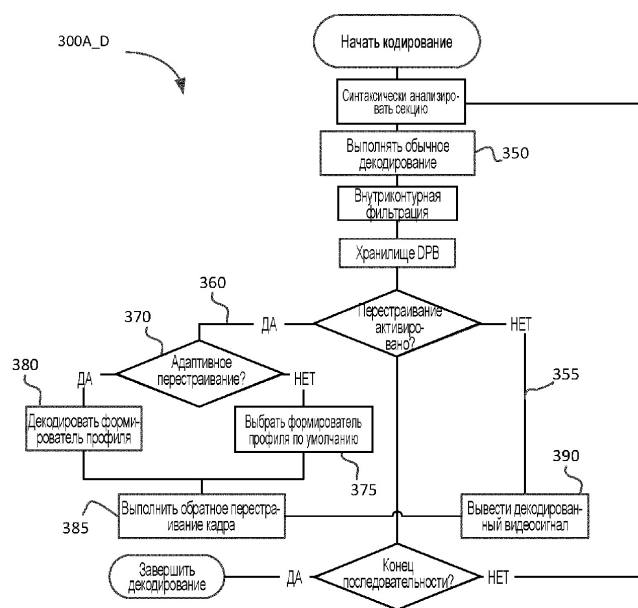 300A_D
Начать кодирование
Синтаксически анализиро-
вать секцию
Выполнять обычное
декодирование
350
Внутриконтурная
фильтрация
Хранилище DPB
Перестраивание
активиро-
вано?
360
ДА
НЕТ
370
Адаптивное
перестраивание?
355
380
ДА
НЕТ
Декодировать форми-
рователь профиля
Выбрать формирователь
профиля по умолчанию
375
390
385
Выполнить обратное перестра-
ивание кадра
Вывести декодирован-
ный видеосигнал
Завершить
декодирование
ДА
Конец
последовательности?
НЕТ